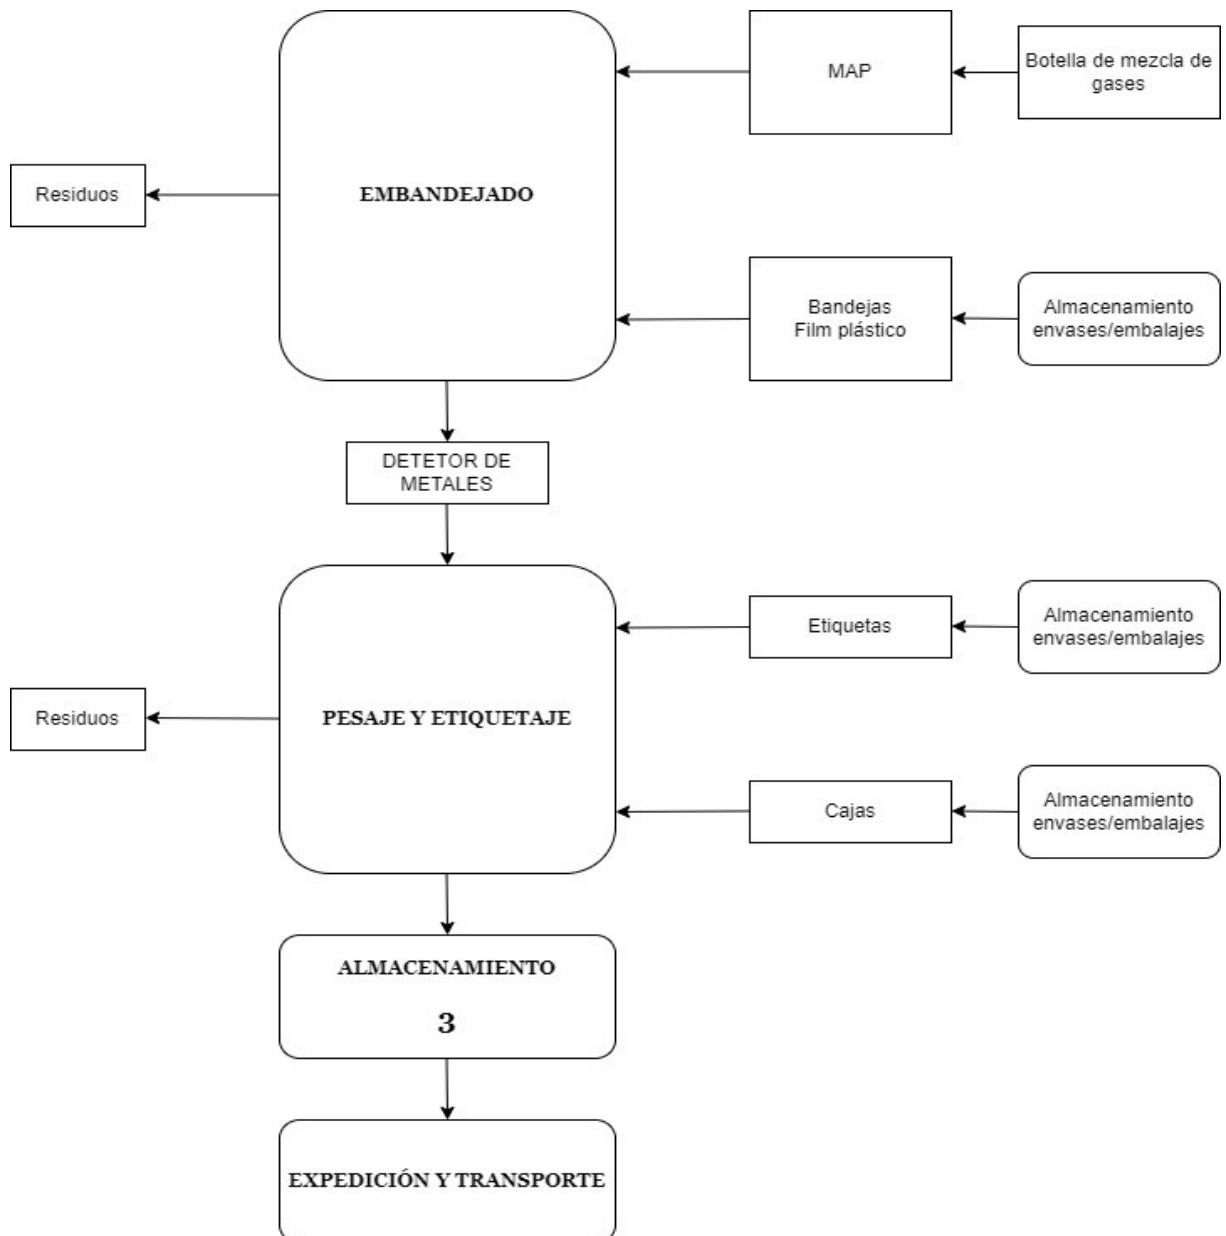 MAP
Botella de mezcla de
gases
Residuos
EMBANDEJADO
Bandejas
Film plástico
Almacenamiento
envases/embalajes
DETETOR DE
METALES
Etiquetas
Almacenamiento
envases/embalajes
Residuos
PESAJE Y ETIQUETAJE
Cajas
Almacenamiento
envases/embalajes
ALMACENAMIENTO
3
EXPEDICIÓN Y TRANSPORTE